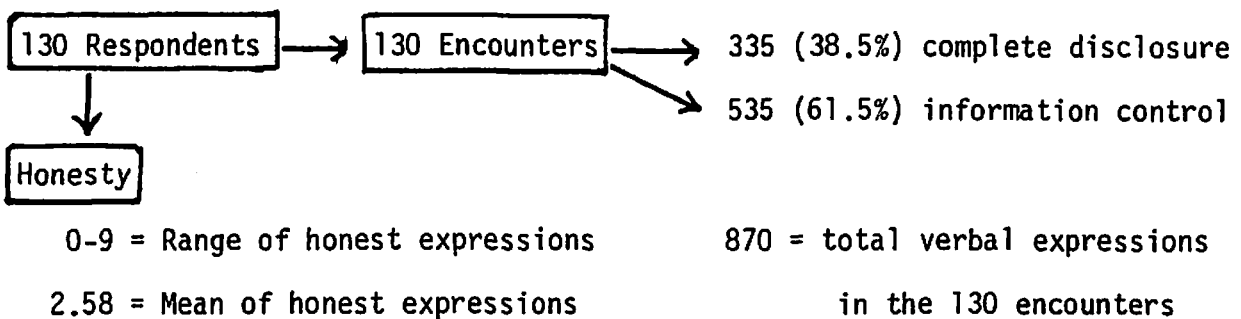 130 Respondents 130 Encounters 335 (38.5%) complete disclosure
535 (61.5%) information control
Honesty
0-9 = Range of honest expressions 870 = total verbal expressions
2.58 = Mean of honest expressions in the 130 encounters